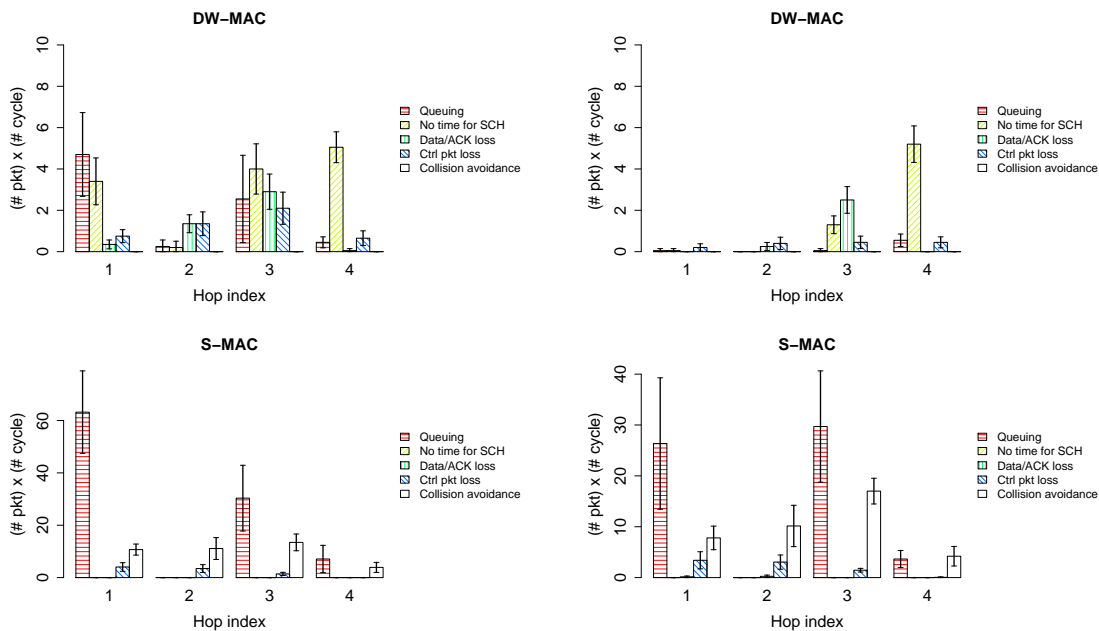 DW−MAC
(# pkt) x (# cycle)
10
8
6
4
2
0
Queuing
No time for SCH
Data/ACK loss
Ctrl pkt loss
Collision avoidance
1 2 3 4
Hop index
DW−MAC
(# pkt) x (# cycle)
10
8
6
4
2
0
Queuing
No time for SCH
Data/ACK loss
Ctrl pkt loss
Collision avoidance
1 2 3 4
Hop index
S−MAC
(# pkt) x (# cycle)
60
40
20
0
Queuing
No time for SCH
Data/ACK loss
Ctrl pkt loss
Collision avoidance
1 2 3 4
Hop index
S−MAC
(# pkt) x (# cycle)
40
30
20
10
0
Queuing
No time for SCH
Data/ACK loss
Ctrl pkt loss
Collision avoidance
1 2 3 4
Hop index